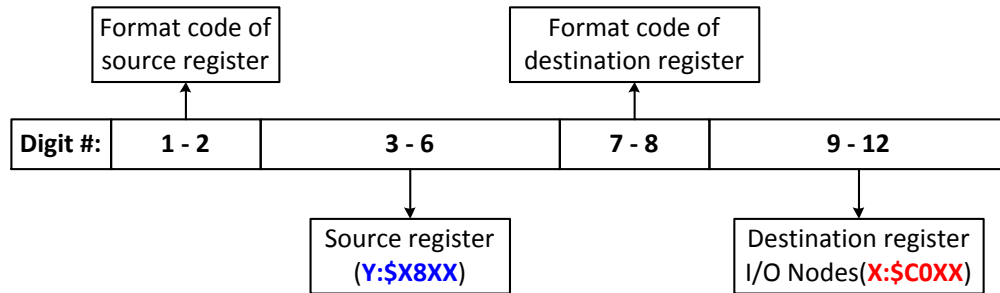 Format code of
source register
Format code of
destination register
Digit #: 1 - 2 3 - 6 7 - 8 9 - 12
Source register
(Y:$X8XX)
Destination register
I/O Nodes(X:$C0XX)